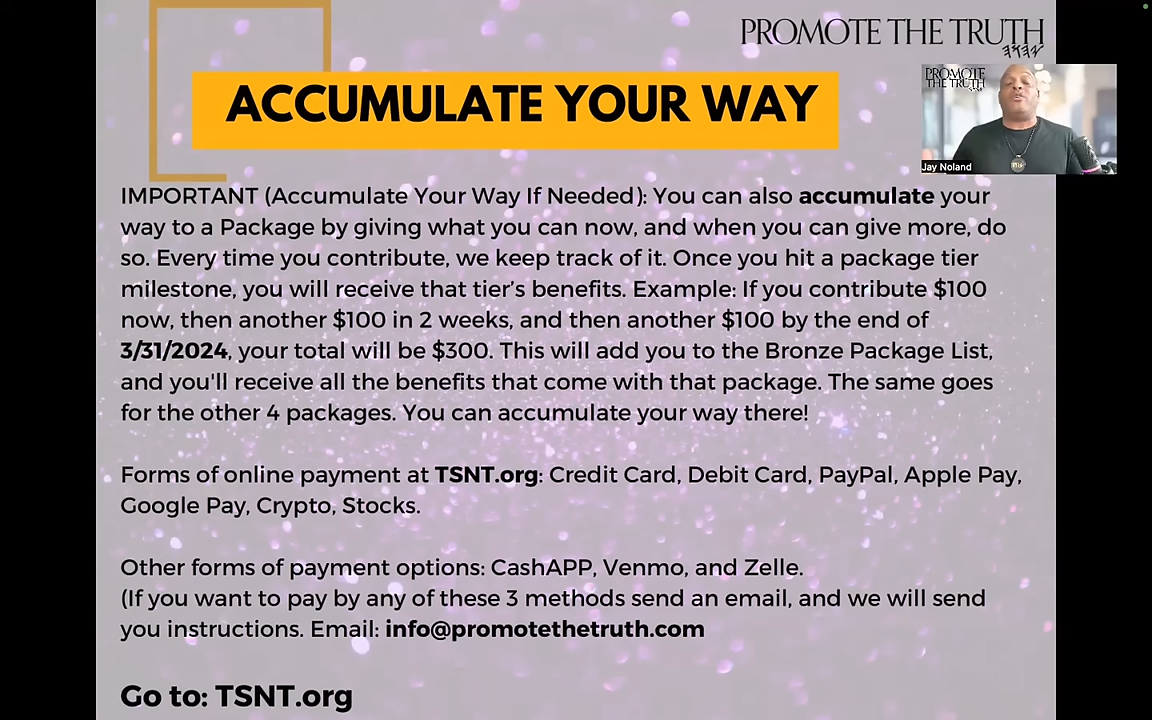 PROMOTE THE TRUTH
ACCUMULATE YOUR WAY
PROMOTE
THE TRUTH
Jay Noland
IMPORTANT (Accumulate Your Way If Needed): You can also accumulate your
way to a Package by giving what you can now, and when you can give more, do
so. Every time you contribute, we keep track of it. Once you hit a package tier
milestone, you will receive that tier's benefits. Example: If you contribute $100
now, then another $100 in 2 weeks, and then another $100 by the end of
3/31/2024, your total will be $300. This will add you to the Bronze Package List,
and you'll receive all the benefits that come with that package. The same goes
for the other 4 packages. You can accumulate your way there!
Forms of online payment at TSNT.org: Credit Card, Debit Card, PayPal, Apple Pay,
Google Pay, Crypto, Stocks.
Other forms of payment options: CashAPP, Venmo, and Zelle.
(If you want to pay by any of these 3 methods send an email, and we will send
you instructions. Email: info@promotethetruth.com
Go to: TSNT.org